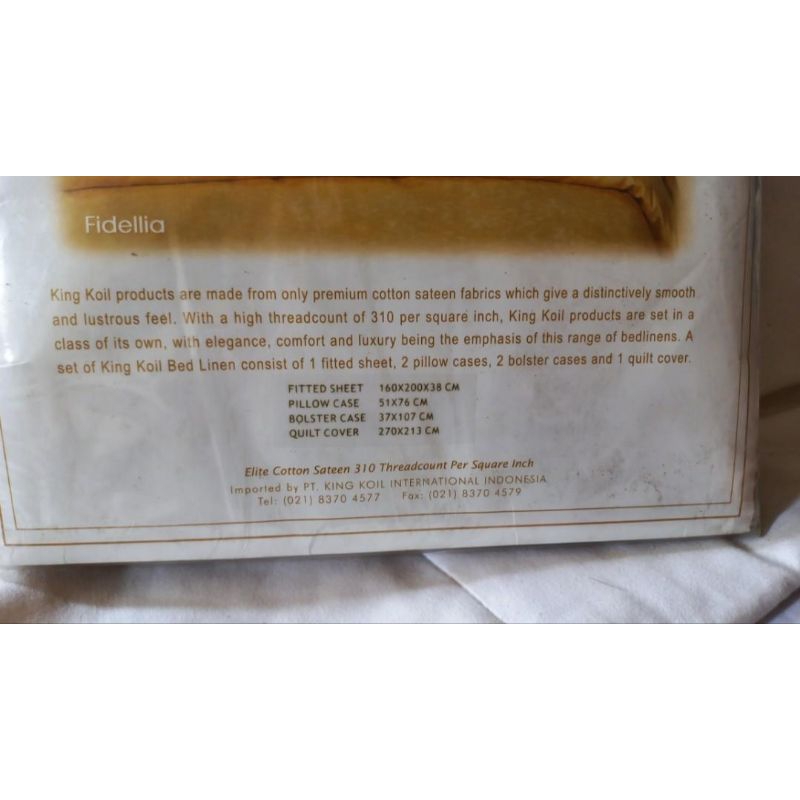 Fidellia
King Koil products are made from only premium cotton sateen fabrics which give a distinctively smooth
and lustrous feel. With a high threadcount of 310 per square inch, King Koil products are set in a
class of its own, with elegance, comfort and luxury being the emphasis of this range of bedlinens. A
set of King Koil Bed Linen consist of 1 fitted sheet, 2 pillow cases, 2 bolster cases and 1 quilt cover.
FITTED SHEET 160X200X38 CM
PILLOW CASE 51X76 CM
BOLSTER CASE 37X107 CM
QUILT COVER 270X213 CM
Elite Cotton Sateen 310 Threadcount Per Square Inch
Imported by PT. KING KOIL INTERNATIONAL INDONESIA
Tel: (021) 8370 4577 Fax: (021) 8370 4579